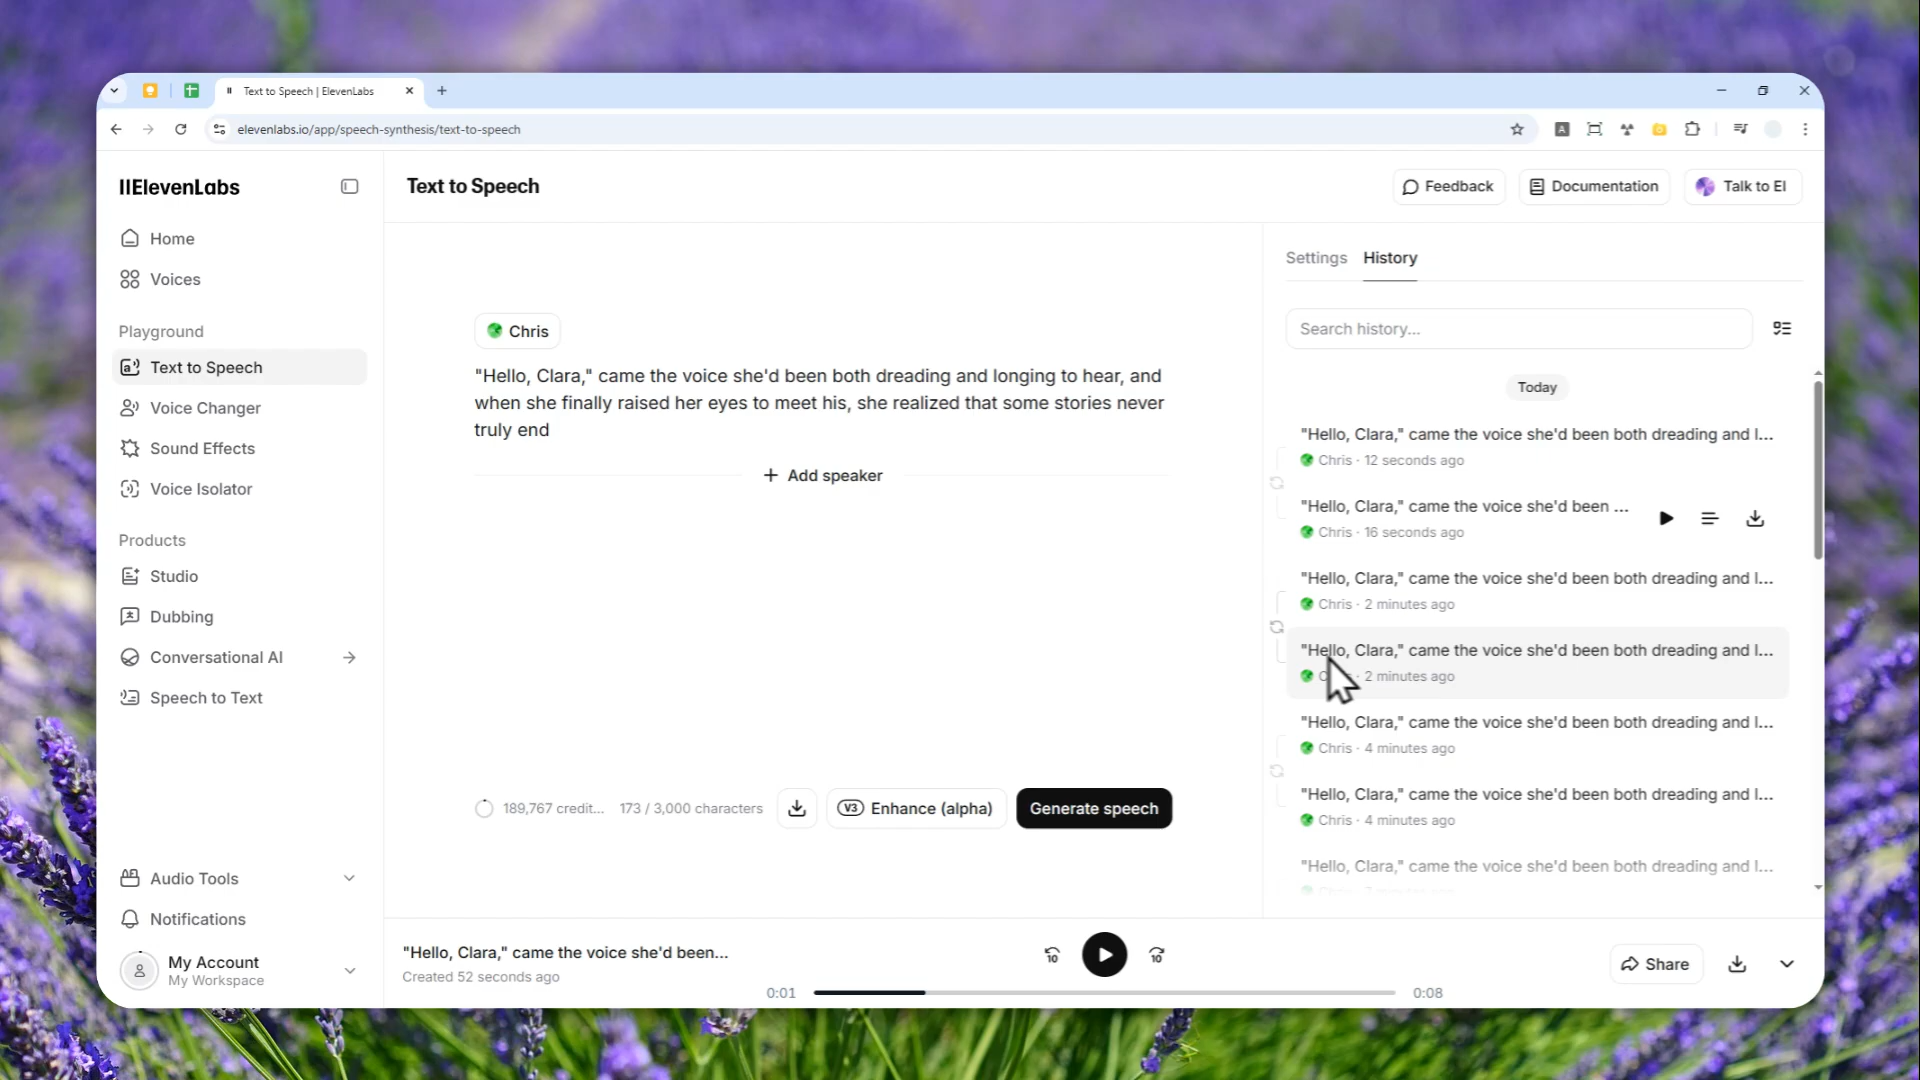 Text to Speech | ElevenLabs
elevenlabs.io/app/speech-synthesis/text-to-speech
A
IIElevenLabs
Home
Voices
Playground
Text to Speech
Voice Changer
Sound Effects
Voice Isolator
Products
Studio
Dubbing
Conversational AI
Speech to Text
Audio Tools
Notifications
My Account
My Workspace
Text to Speech
Feedback
Documentation
Talk to El
Chris
"Hello, Clara," came the voice she'd been both dreading and longing to hear, and
when she finally raised her eyes to meet his, she realized that some stories never
truly end
+ Add speaker
189,767 credit...
173 / 3,000 characters
V3 Enhance (alpha)
Generate speech
Settings
History
Search history...
Today
"Hello, Clara," came the voice she'd been both dreading and l...
Chris · 12 seconds ago
"Hello, Clara," came the voice she'd been ...
Chris · 16 seconds ago
"Hello, Clara," came the voice she'd been both dreading and l...
Chris · 2 minutes ago
"Hello, Clara," came the voice she'd been both dreading and l...
· 2 minutes ago
"Hello, Clara," came the voice she'd been both dreading and l...
Chris · 4 minutes ago
"Hello, Clara," came the voice she'd been both dreading and l...
Chris · 4 minutes ago
"Hello, Clara," came the voice she'd been both dreading and l...
"Hello, Clara," came the voice she'd been...
Created 52 seconds ago
10
10
0:01
0:08
Share